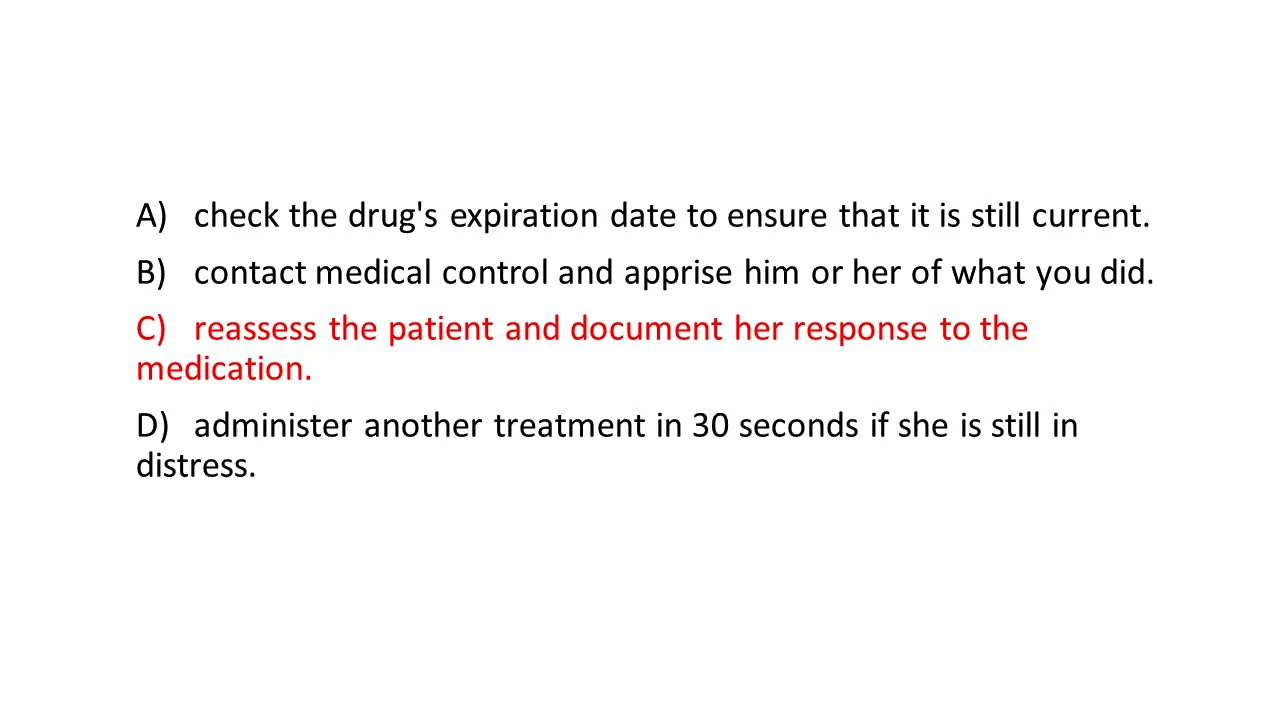 A) check the drug's expiration date to ensure that it is still current.
B) contact medical control and apprise him or her of what you did.
C) reassess the patient and document her response to the
medication.
D) administer another treatment in 30 seconds if she is still in
distress.